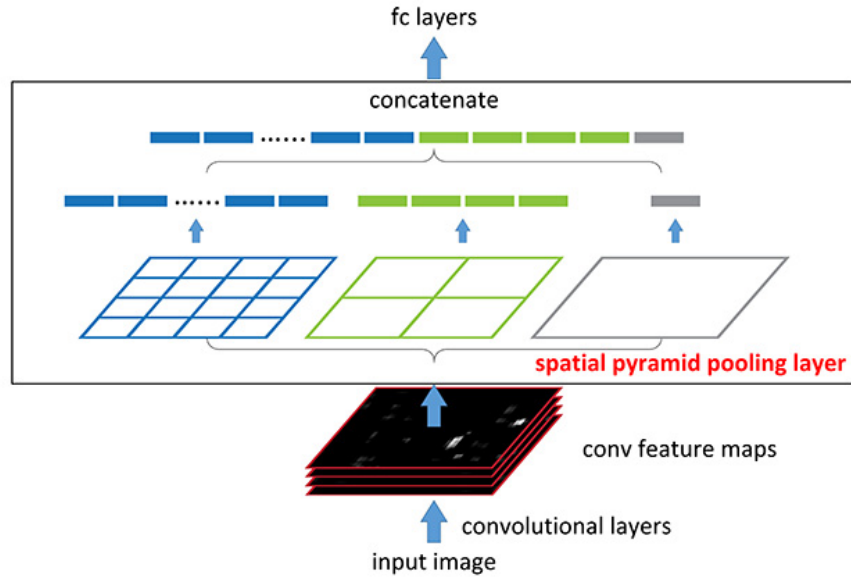 fc layers
concatenate
spatial pyramid pooling layer
conv feature maps
convolutional layers
input image